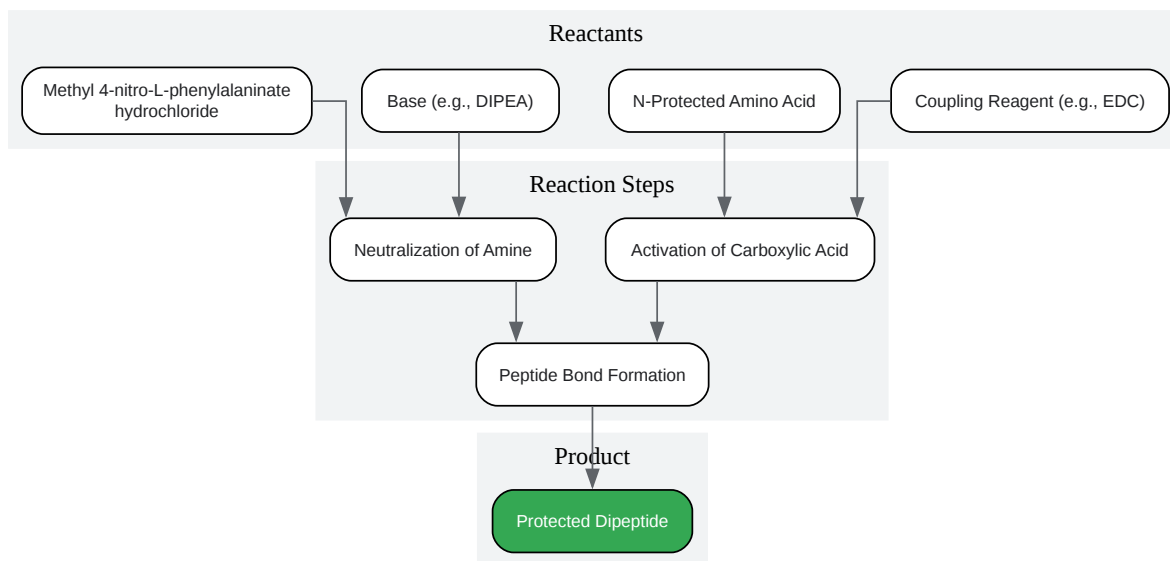 Reactants
Methyl 4-nitro-L-phenylalaninate
hydrochloride
Base (e.g., DIPEA)
N-Protected Amino Acid
Coupling Reagent (e.g., EDC)
Reaction Steps
Neutralization of Amine
Activation of Carboxylic Acid
Peptide Bond Formation
Product
Protected Dipeptide